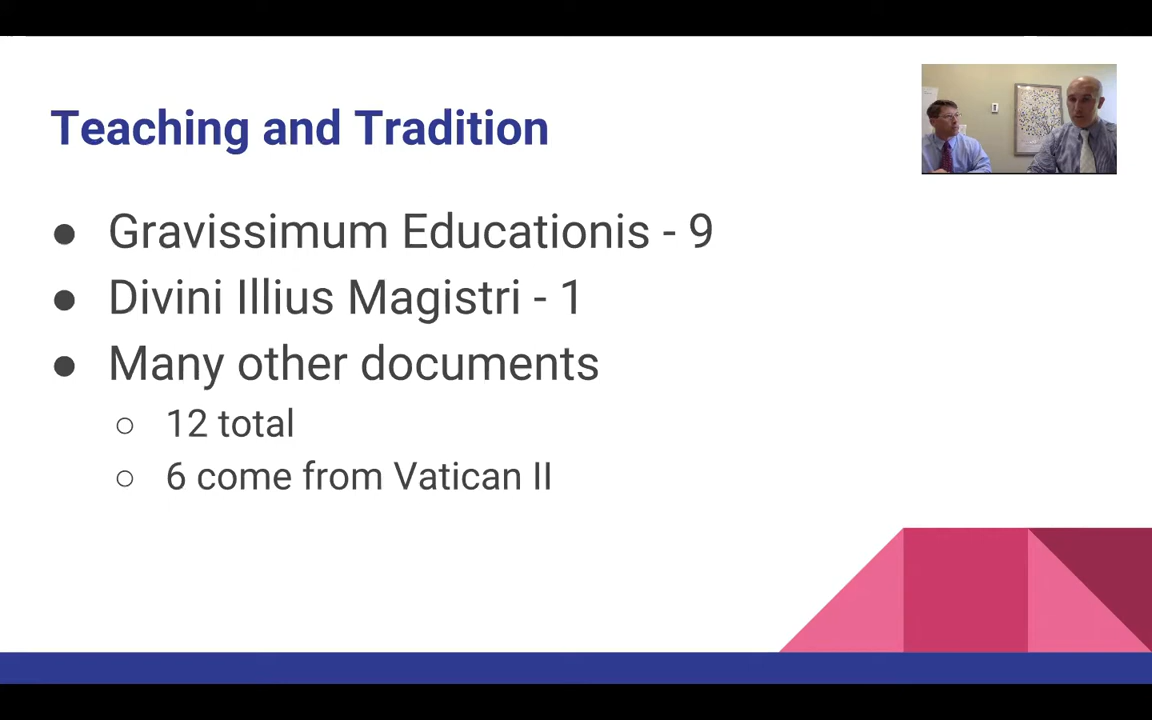 Teaching and Tradition
● Gravissimum Educationis - 9
● Divini Illius Magistri - 1
● Many other documents
○ 12 total
○ 6 come from Vatican II